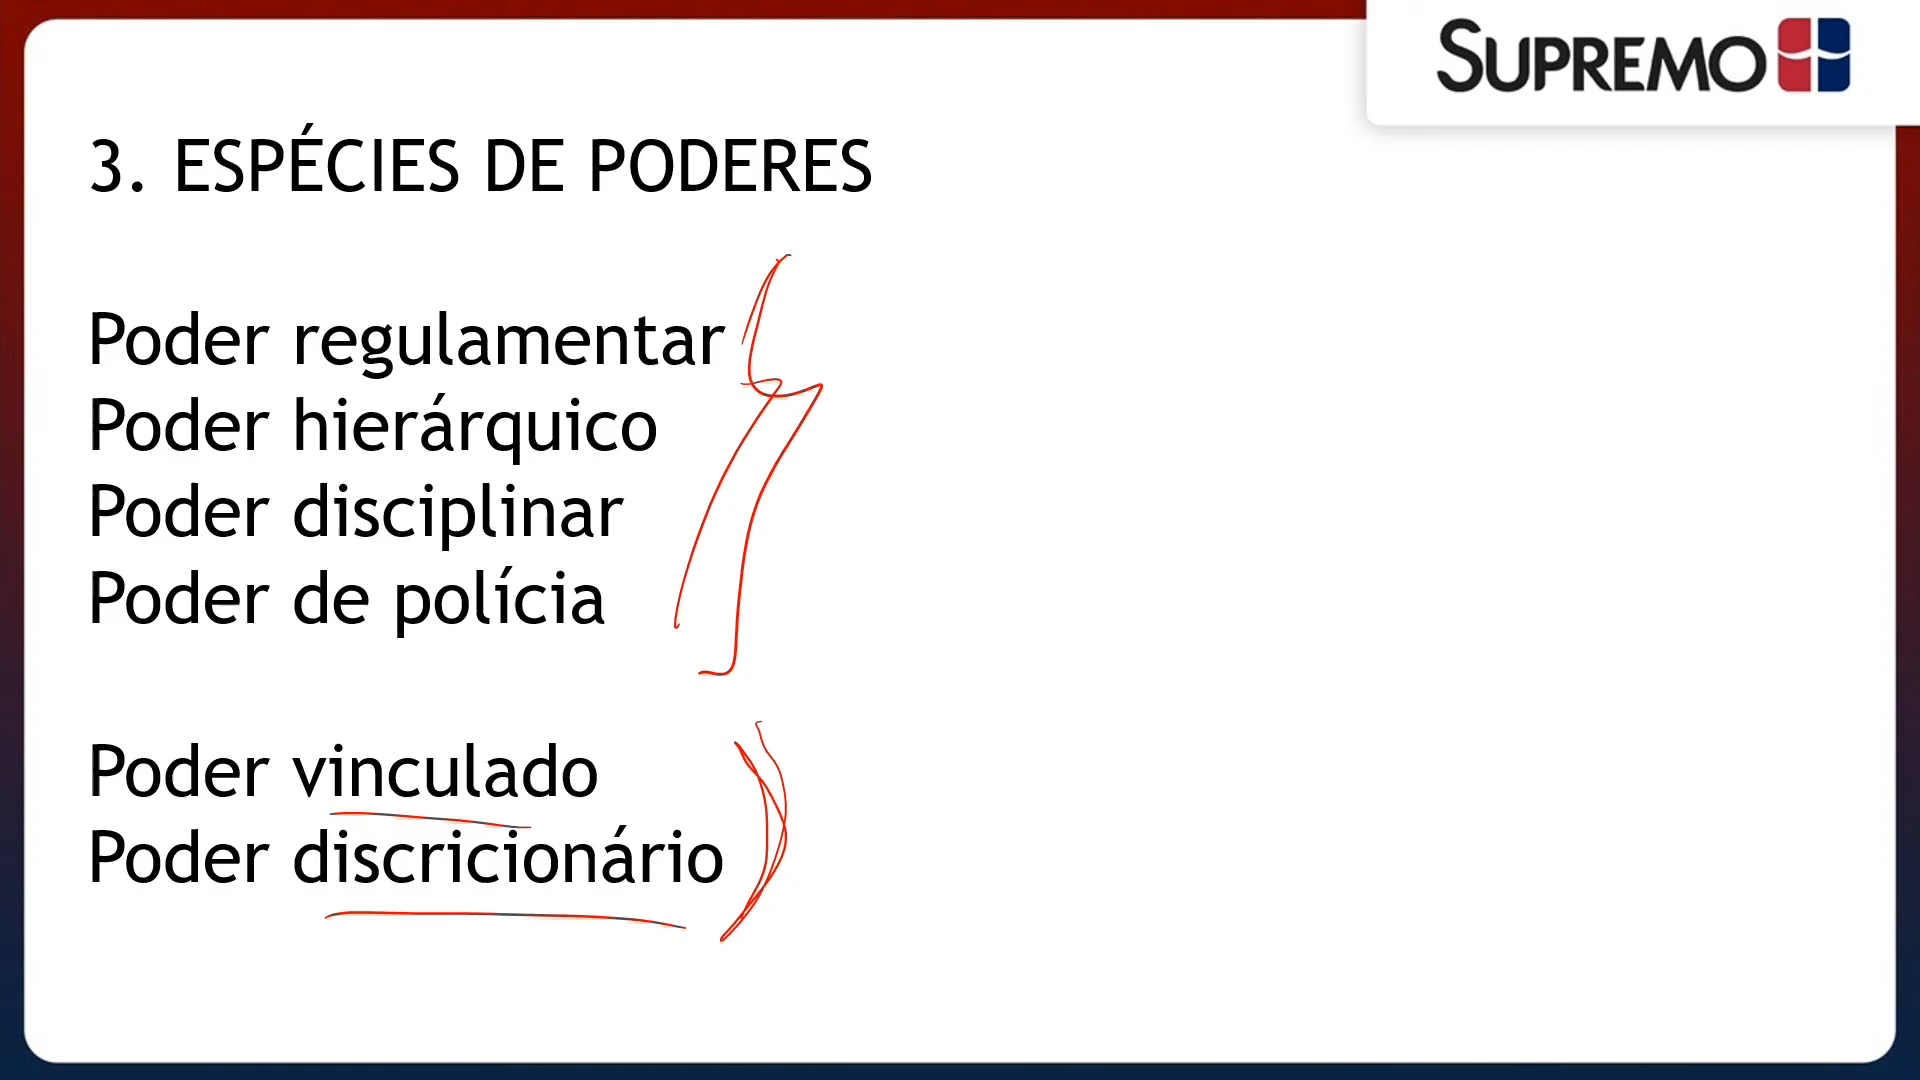 SUPREMO
3. ESPÉCIES DE PODERES
Poder regulamentar
Poder hierárquico
Poder disciplinar
Poder de polícia
Poder vinculado
Poder discricionário